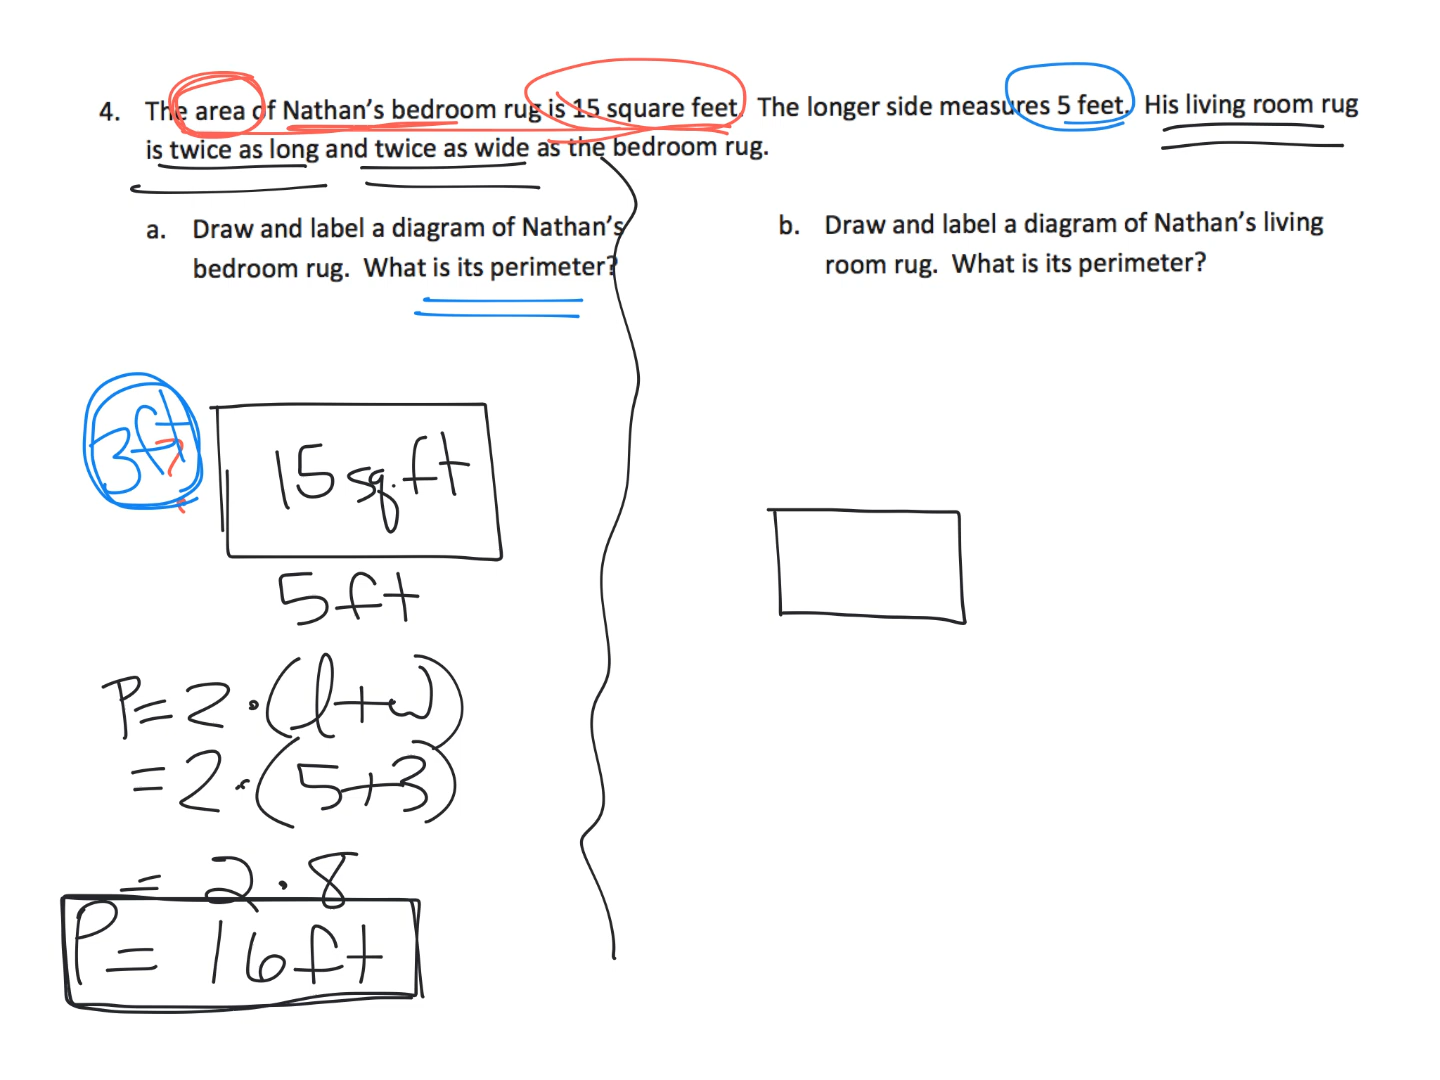 4. The area of Nathan's bedroom rug is 15 square feet. The longer side measures 5 feet. His living room rug
is twice as long and twice as wide as the bedroom rug.
a. Draw and label a diagram of Nathan's
bedroom rug. What is its perimeter?
b. Draw and label a diagram of Nathan's living
room rug. What is its perimeter?
3ft
?
15 sq. ft
5ft
P=2·(l+w)
=2·(5+3)
= 2·8
P= 16ft